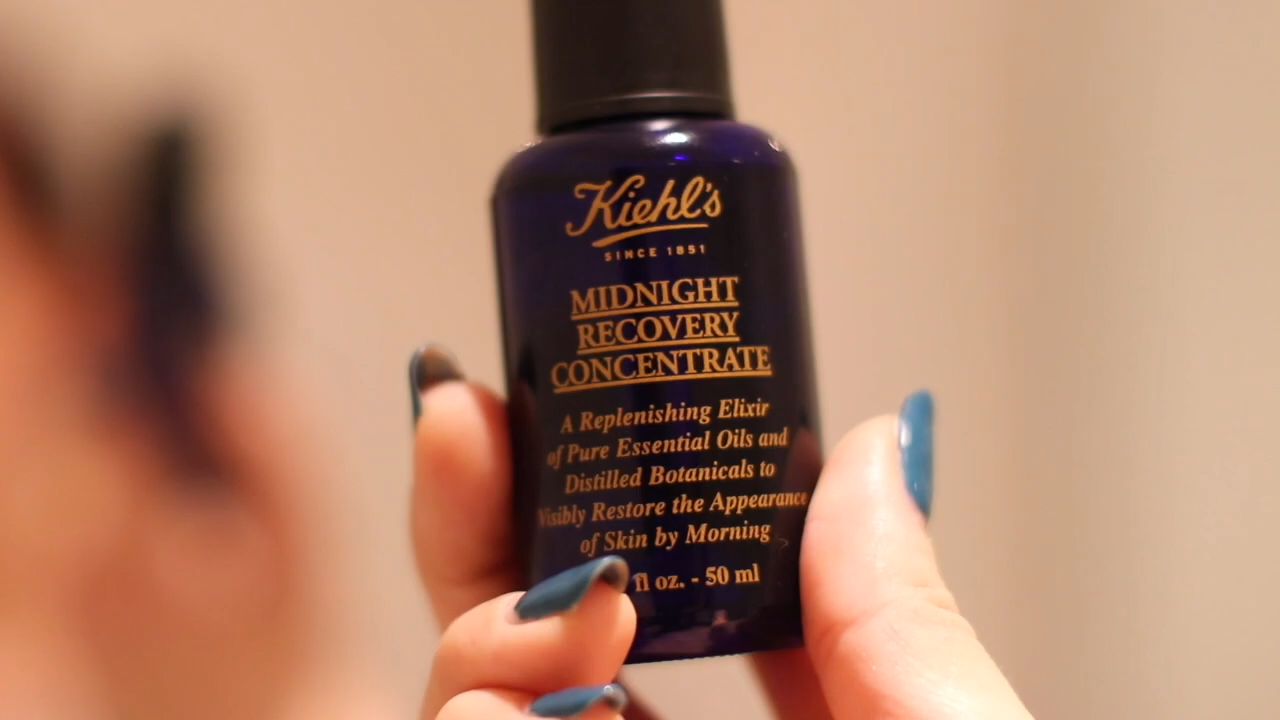 Kiehl's
SINCE 1851
MIDNIGHT
RECOVERY
CONCENTRATE
A Replenishing Elixir
of Pure Essential Oils and
Distilled Botanicals to
Visibly Restore the Appearance
of Skin by Morning
fl oz. - 50 ml